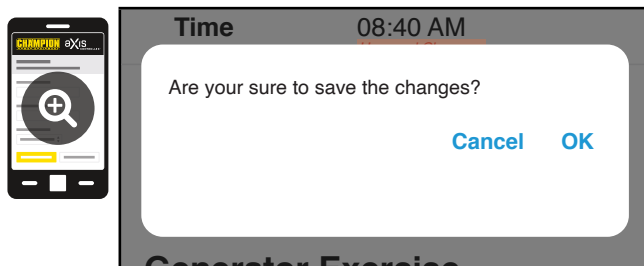 CHAMPION aXIS
Time 08:40 AM
Are your sure to save the changes?
Cancel OK
Generator Exercise